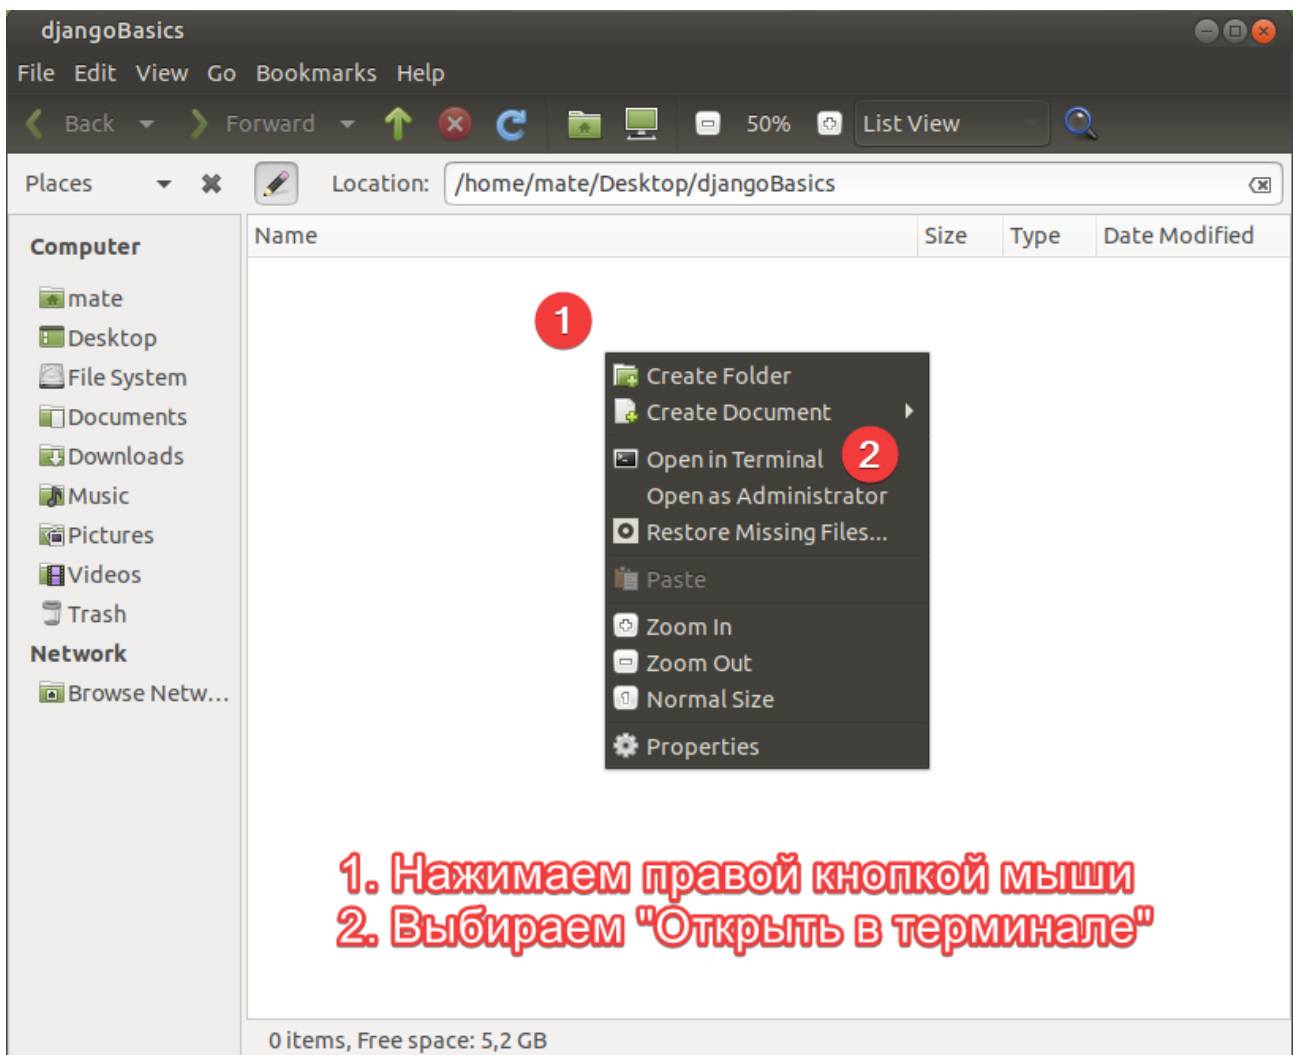 djangoBasics
File Edit View Go Bookmarks Help
Back Forward 50% List View
Places Location: /home/mate/Desktop/djangoBasics
Computer
mate
Desktop
File System
Documents
Downloads
Music
Pictures
Videos
Trash
Network
Browse Netw...
Name Size Type Date Modified
1
Create Folder
Create Document
Open in Terminal 2
Open as Administrator
Restore Missing Files...
Paste
Zoom In
Zoom Out
Normal Size
Properties
1. Нажимаем правой кнопкой мыши
2. Выбираем "Открыть в терминале"
0 items, Free space: 5,2 GB